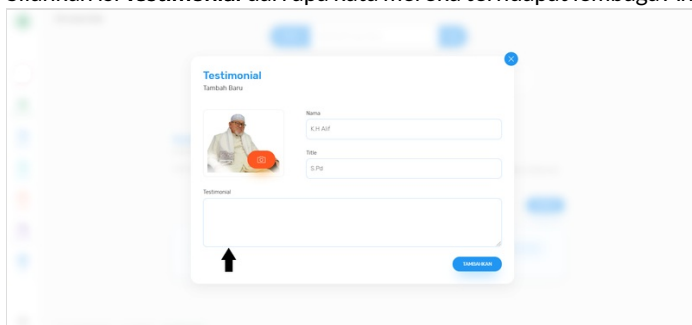 Testimonial
Tambah Baru
Nama
K.H Alif
Title
S.Pd
Testimonial
TAMBAHKAN